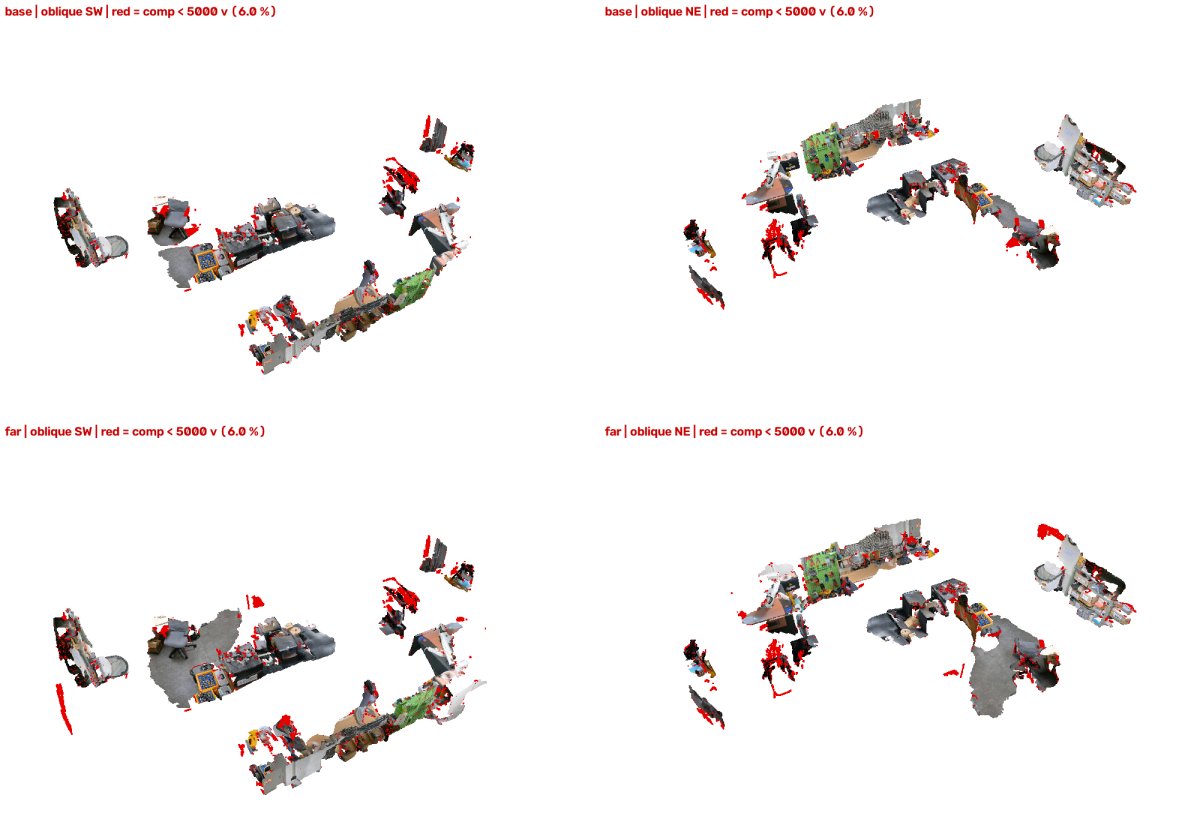 base | oblique SW | red = comp < 5000 v (6.0 %)
base | oblique NE | red = comp < 5000 v (6.0 %)
far | oblique SW | red = comp < 5000 v (6.0 %)
far | oblique NE | red = comp < 5000 v (6.0 %)